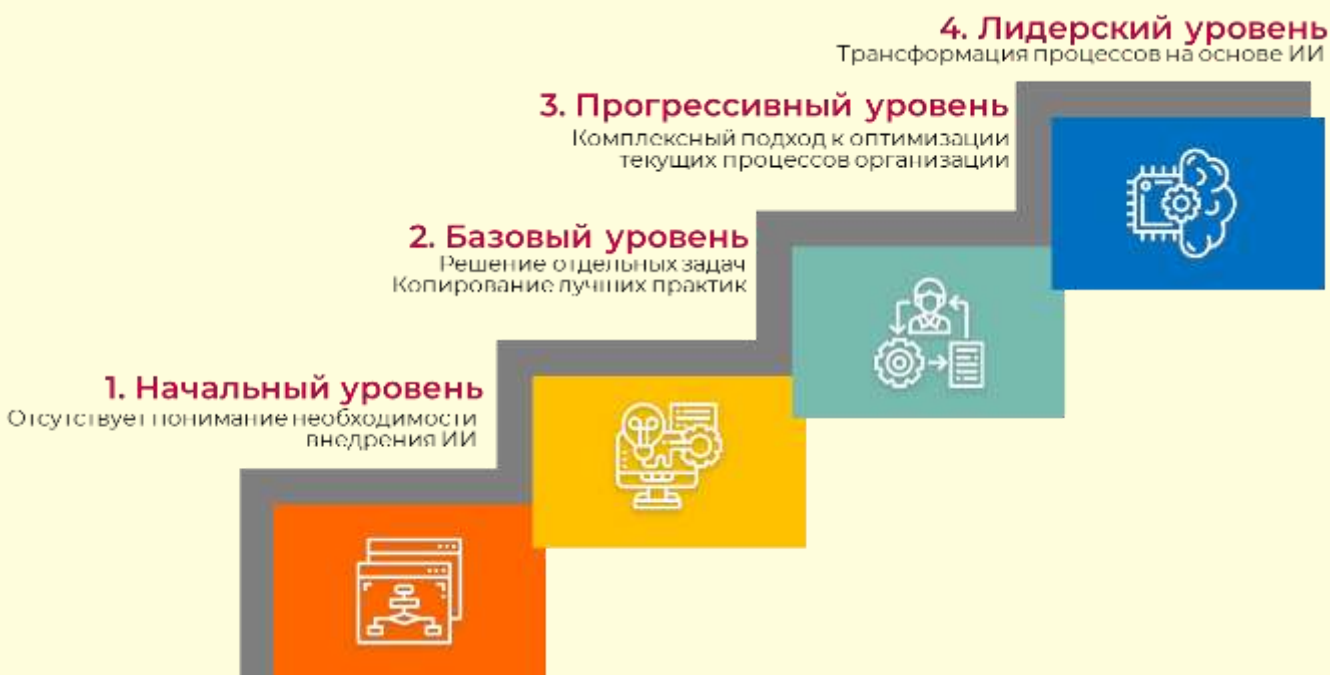 4. Лидерский уровень
Трансформация процессов на основе ИИ
3. Прогрессивный уровень
Комплексный подход к оптимизации
текущих процессов организации
2. Базовый уровень
Решение отдельных задач
Копирование лучших практик
1. Начальный уровень
Отсутствует понимание необходимости
внедрения ИИ